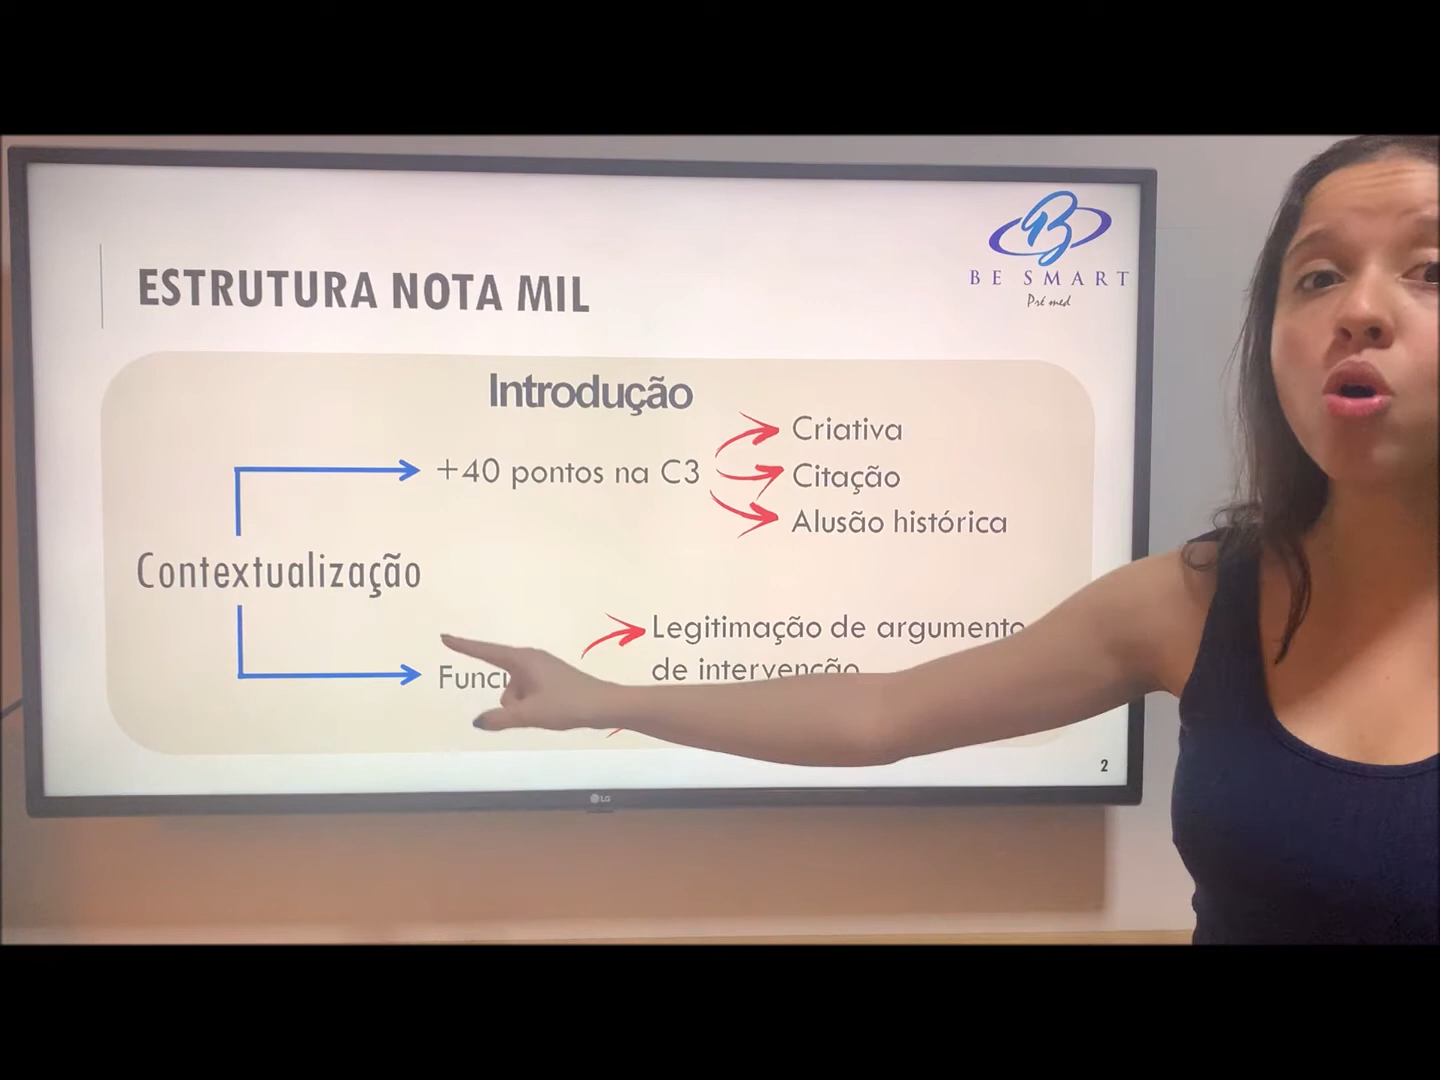 BE SMART
Pré med
ESTRUTURA NOTA MIL
Introdução
+40 pontos na C3
Criativa
Citação
Alusão histórica
Contextualização
Legitimação de argumento
de intervenção
2
LG